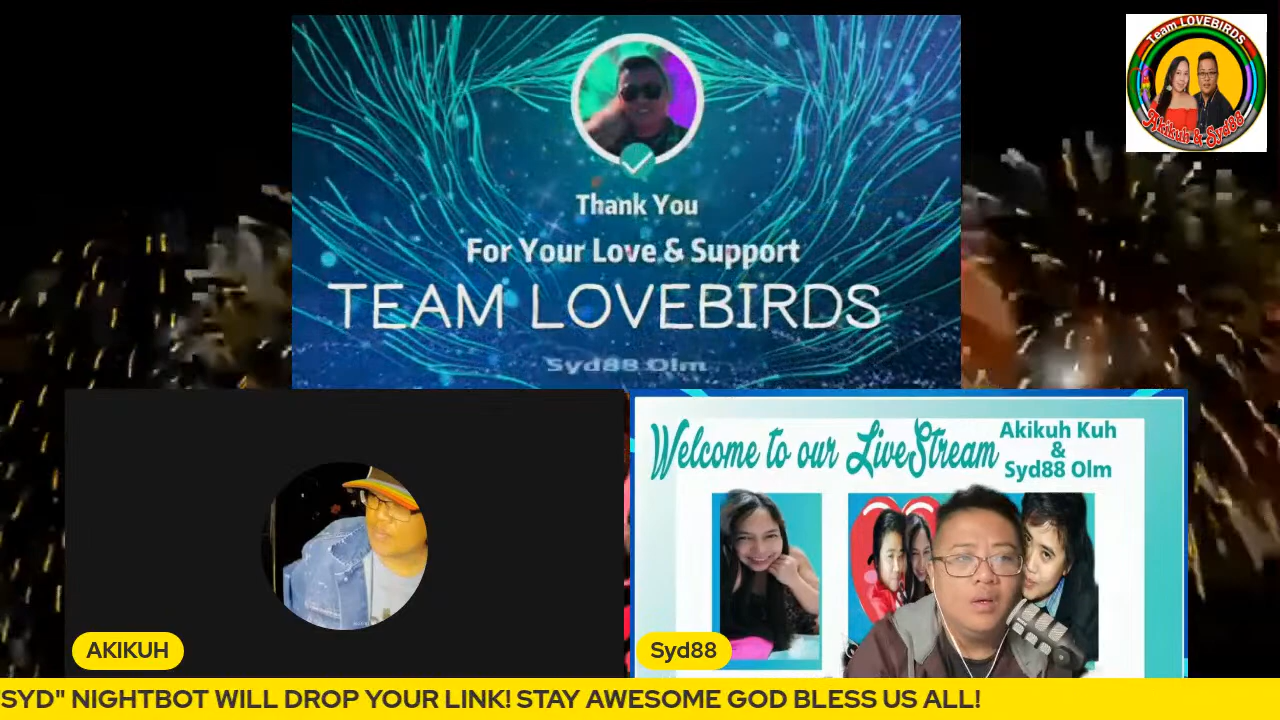 Team LOVEBIRDS
Akikuh & Syd88
Thank You
For Your Love & Support
TEAM LOVEBIRDS
Syd88 Olm
Welcome to our LiveStream
Akikuh Kuh
&
Syd88 Olm
AKIKUH
Syd88
SYD" NIGHTBOT WILL DROP YOUR LINK! STAY AWESOME GOD BLESS US ALL!